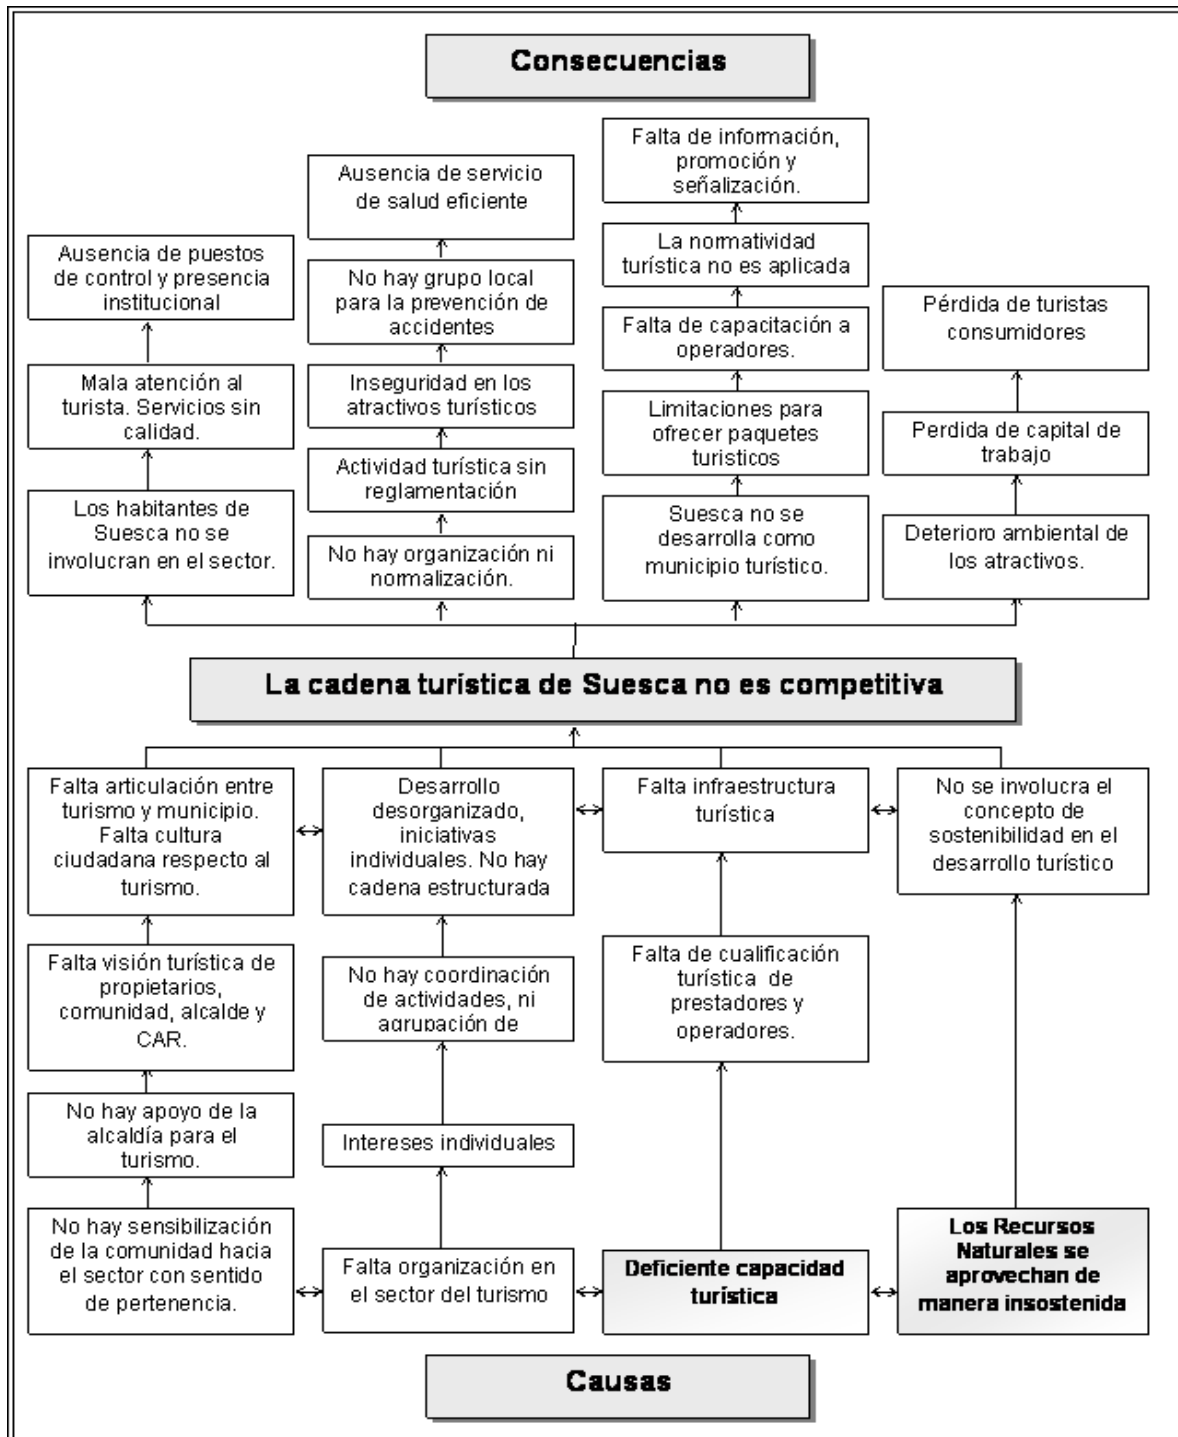 Consecuencias
Ausencia de puestos
de control y presencia
institucional
Mala atención al
turista. Servicios sin
calidad.
Los habitantes de
Suesca no se
involucran en el sector.
Ausencia de servicio
de salud eficiente
No hay grupo local
para la prevención de
accidentes
Inseguridad en los
atractivos turísticos
Actividad turística sin
reglamentación
No hay organización ni
normalización.
Falta de información,
promoción y
señalización.
La normatividad
turística no es aplicada
Falta de capacitación a
operadores.
Limitaciones para
ofrecer paquetes
turisticos
Suesca no se
desarrolla como
municipio turístico.
Pérdida de turistas
consumidores
Perdida de capital de
trabajo
Deterioro ambiental de
los atractivos.
La cadena turística de Suesca no es competitiva
Falta articulación entre
turismo y municipio.
Falta cultura
ciudadana respecto al
turismo.
Falta visión turística de
propietarios,
comunidad, alcalde y
CAR.
No hay apoyo de la
alcaldía para el
turismo.
No hay sensibilización
de la comunidad hacia
el sector con sentido
de pertenencia.
Desarrollo
desorganizado,
iniciativas
individuales. No hay
cadena estructurada
No hay coordinación
de actividades, ni
agrupación de
Intereses individuales
Falta organización en
el sector del turismo
Falta infraestructura
turística
Falta de cualificación
turística de
prestadores y
operadores.
Deficiente capacidad
turística
No se involucra el
concepto de
sostenibilidad en el
desarrollo turístico
Los Recursos
Naturales se
aprovechan de
manera insostenida
Causas